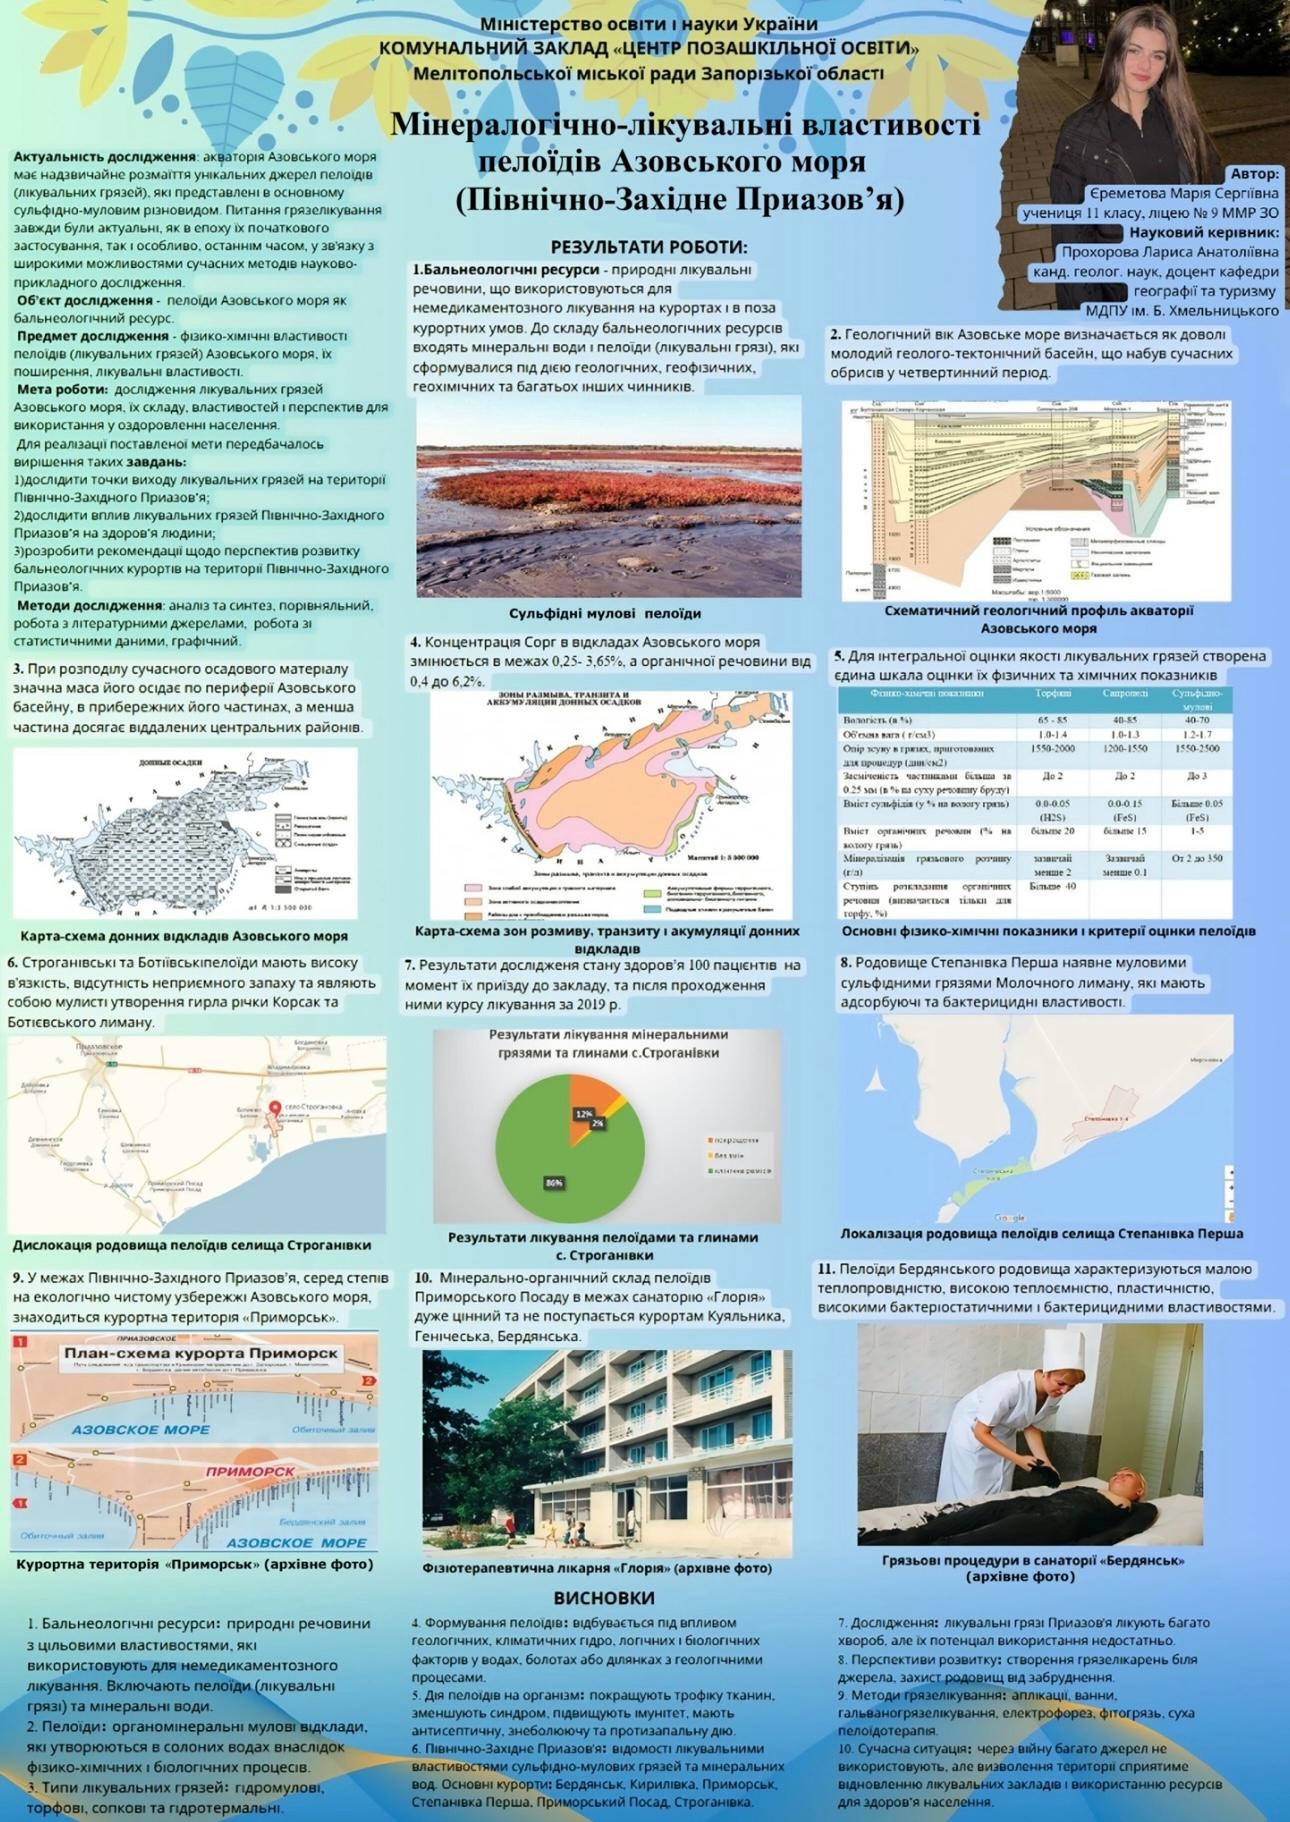 Міністерство освіти і науки України
КОМУНАЛЬНИЙ ЗАКЛАД «ЦЕНТР ПОЗАШКІЛЬНОЇ ОСВІТИ»
Мелітопольської міської ради Запорізької області
Мінералогічно-лікувальні властивості
пелоїдів Азовського моря
(Північно-Західне Приазов’я)
Автор:
Єреметова Марія Сергіївна
учениця 11 класу, ліцею № 9 ММР ЗО
Науковий керівник:
Прохорова Лариса Анатоліївна
канд. геолог. наук, доцент кафедри
географії та туризму
МДПУ ім. Б. Хмельницького
Актуальність дослідження: акваторія Азовського моря
має надзвичайне розмаїття унікальних джерел пелоїдів
(лікувальних грязей), які представлені в основному
сульфідно-муловим різновидом. Питання грязелікування
завжди були актуальні, як в епоху їх початкового
застосування, так і особливо, останнім часом, у зв'язку з
широкими можливостями сучасних методів науково-
прикладного дослідження.
Об’єкт дослідження - пелоїди Азовського моря як
бальнеологічний ресурс.
Предмет дослідження - фізико-хімічні властивості
пелоїдів (лікувальних грязей) Азовського моря, їх
поширення, лікувальні властивості.
Мета роботи: дослідження лікувальних грязей
Азовського моря, їх складу, властивостей і перспектив для
використання у оздоровленні населення.
Для реалізації поставленої мети передбачалось
вирішення таких завдань:
1)дослідити точки виходу лікувальних грязей на території
Північно-Західного Приазов'я;
2)дослідити вплив лікувальних грязей Північно-Західного
Приазов'я на здоров'я людини;
3)розробити рекомендації щодо перспектив розвитку
бальнеологічних курортів на території Північно-Західного
Приазов'я.
Методи дослідження: аналіз та синтез, порівняльний,
робота з літературними джерелами, робота зі
статистичними даними, графічний.
РЕЗУЛЬТАТИ РОБОТИ:
1.Бальнеологічні ресурси - природні лікувальні
речовини, що використовуються для
немедикаментозного лікування на курортах і в поза
курортних умов. До складу бальнеологічних ресурсів
входять мінеральні води і пелоїди (лікувальні грязі), які
сформувалися під дією геологічних, геофізичних,
геохімічних та багатьох інших чинників.
Сульфідні мулові пелоїди
2. Геологічний вік Азовське море визначається як доволі
молодий геолого-тектонічний басейн, що набув сучасних
обрисів у четвертинний період.
Условные обозначения
Схематичний геологічний профіль акваторії
Азовського моря
3. При розподілу сучасного осадового матеріалу
значна маса його осідає по периферії Азовського
басейну, в прибережних його частинах, а менша
частина досягає віддалених центральних районів.
ДОННЫЕ ОСАДКИ
Карта-схема донних відкладів Азовського моря
4. Концентрація Сорг в відкладах Азовського моря
змінюється в межах 0,25- 3,65%, а органічної речовини від
0,4 до 6,2%.
ЗОНЫ РАЗМЫВА, ТРАНЗИТА И
АККУМУЛЯЦИИ ДОННЫХ ОСАДКОВ
Масштаб 1: 3 500 000
Зоны размыва, транзита и аккумуляции донных осадков
Карта-схема зон розмиву, транзиту і акумуляції донних
відкладів
5. Для інтегральної оцінки якості лікувальних грязей створена
єдина шкала оцінки їх фізичних та хімічних показників
Фізико-хімічні показники Торфяні Сапропелі Сульфідно-
мулові
Вологість (в %) 65 - 85 40-85 40-70
Об'ємна вага ( г/см3) 1.0-1.4 1.0-1.3 1.2-1.7
Опір зсуву в грязях, приготованих 1550-2000 1200-1550 1550-2500
для процедур (дин/см2)
Засміченість частинками більша за До 2 До 2 До 3
0.25 мм (в % на суху речовину бруду)
Вміст сульфідів (у % на вологу грязь) 0.0-0.05 0.0-0.15 Більше 0.05
(H2S) (FeS) (FeS)
Вміст органічних речовин (% на більше 20 більше 15 1-5
вологу грязь)
Мінералізація грязьового розчину зазвичай Зазвичай От 2 до 350
(г/л) менше 2 менше 0.1
Ступінь розкладання органічних Більше 40
речовин (визначається тільки для
торфу, %)
Основні фізико-хімічні показники і критерії оцінки пелоїдів
6. Строганівські та Ботіївськіпелоїди мають високу
в'язкість, відсутність неприємного запаху та являють
собою мулисті утворення гирла річки Корсак та
Ботієвського лиману.
Приазовское
село Строгановка
Дислокація родовища пелоїдів селища Строганівки
7. Результати дослідженя стану здоров'я 100 пацієнтів на
момент їх приїзду до закладу, та після проходження
ними курсу лікування за 2019 р.
Результати лікування мінеральними
грязями та глинами с.Строганівки
12%
2%
86%
покращення
без змін
клінічна ремісія
Результати лікування пелоїдами та глинами
с. Строганівки
8. Родовище Степанівка Перша наявне муловими
сульфідними грязями Молочного лиману, які мають
адсорбуючі та бактерицидні властивості.
Google
Локалізація родовища пелоїдів селища Степанівка Перша
9. У межах Північно-Західного Приазов'я, серед степів
на екологічно чистому узбережжі Азовського моря,
знаходиться курортна територія «Приморськ».
1
ПРИАЗОВСКОЕ
План-схема курорта Приморск
2
АЗОВСКОЕ МОРЕ
Обиточный залив
2
ПРИМОРСК
1
Обиточный залив
Бердянский залив
АЗОВСКОЕ МОРЕ
Курортна територія «Приморськ» (архівне фото)
10. Мінерально-органічний склад пелоїдів
Приморського Посаду в межах санаторію «Глорія»
дуже цінний та не поступається курортам Куяльника,
Генічеська, Бердянська.
Фізіотерапевтична лікарня «Глорія» (архівне фото)
11. Пелоїди Бердянського родовища характеризуються малою
теплопровідністю, високою теплоємністю, пластичністю,
високими бактеріостатичними і бактерицидними властивостями.
Грязьові процедури в санаторії «Бердянськ»
(архівне фото)
ВИСНОВКИ
1. Бальнеологічні ресурси: природні речовини
з цільовими властивостями, які
використовують для немедикаментозного
лікування. Включають пелоїди (лікувальні
грязі) та мінеральні води.
2. Пелоїди: органомінеральні мулові відклади,
які утворюються в солоних водах внаслідок
фізико-хімічних і біологічних процесів.
3. Типи лікувальних грязей: гідромулові,
торфові, сопкові та гідротермальні.
4. Формування пелоїдів: відбувається під впливом
геологічних, кліматичних гідро, логічних і біологічних
факторів у водах, болотах або ділянках з геологічними
процесами.
5. Дія пелоїдів на організм: покращують трофіку тканин,
зменшують синдром, підвищують імунітет, мають
антисептичну, знеболюючу та протизапальну дію.
6. Північно-Західне Приазов'я: відомості лікувальними
властивостями сульфідно-мулових грязей та мінеральних
вод. Основні курорти: Бердянськ, Кирилівка, Приморськ,
Степанівка Перша, Приморський Посад, Строганівка.
7. Дослідження: лікувальні грязі Приазов'я лікують багато
хвороб, але їх потенціал використання недостатньо.
8. Перспективи розвитку: створення грязелікарень біля
джерела, захист родовищ від забруднення.
9. Методи грязелікування: аплікації, ванни,
гальваногрязелікування, електрофорез, фітогрязь, суха
пелоїдотерапія.
10. Сучасна ситуація: через війну багато джерел не
використовують, але визволення території сприятиме
відновленню лікувальних закладів і використанню ресурсів
для здоров'я населення.